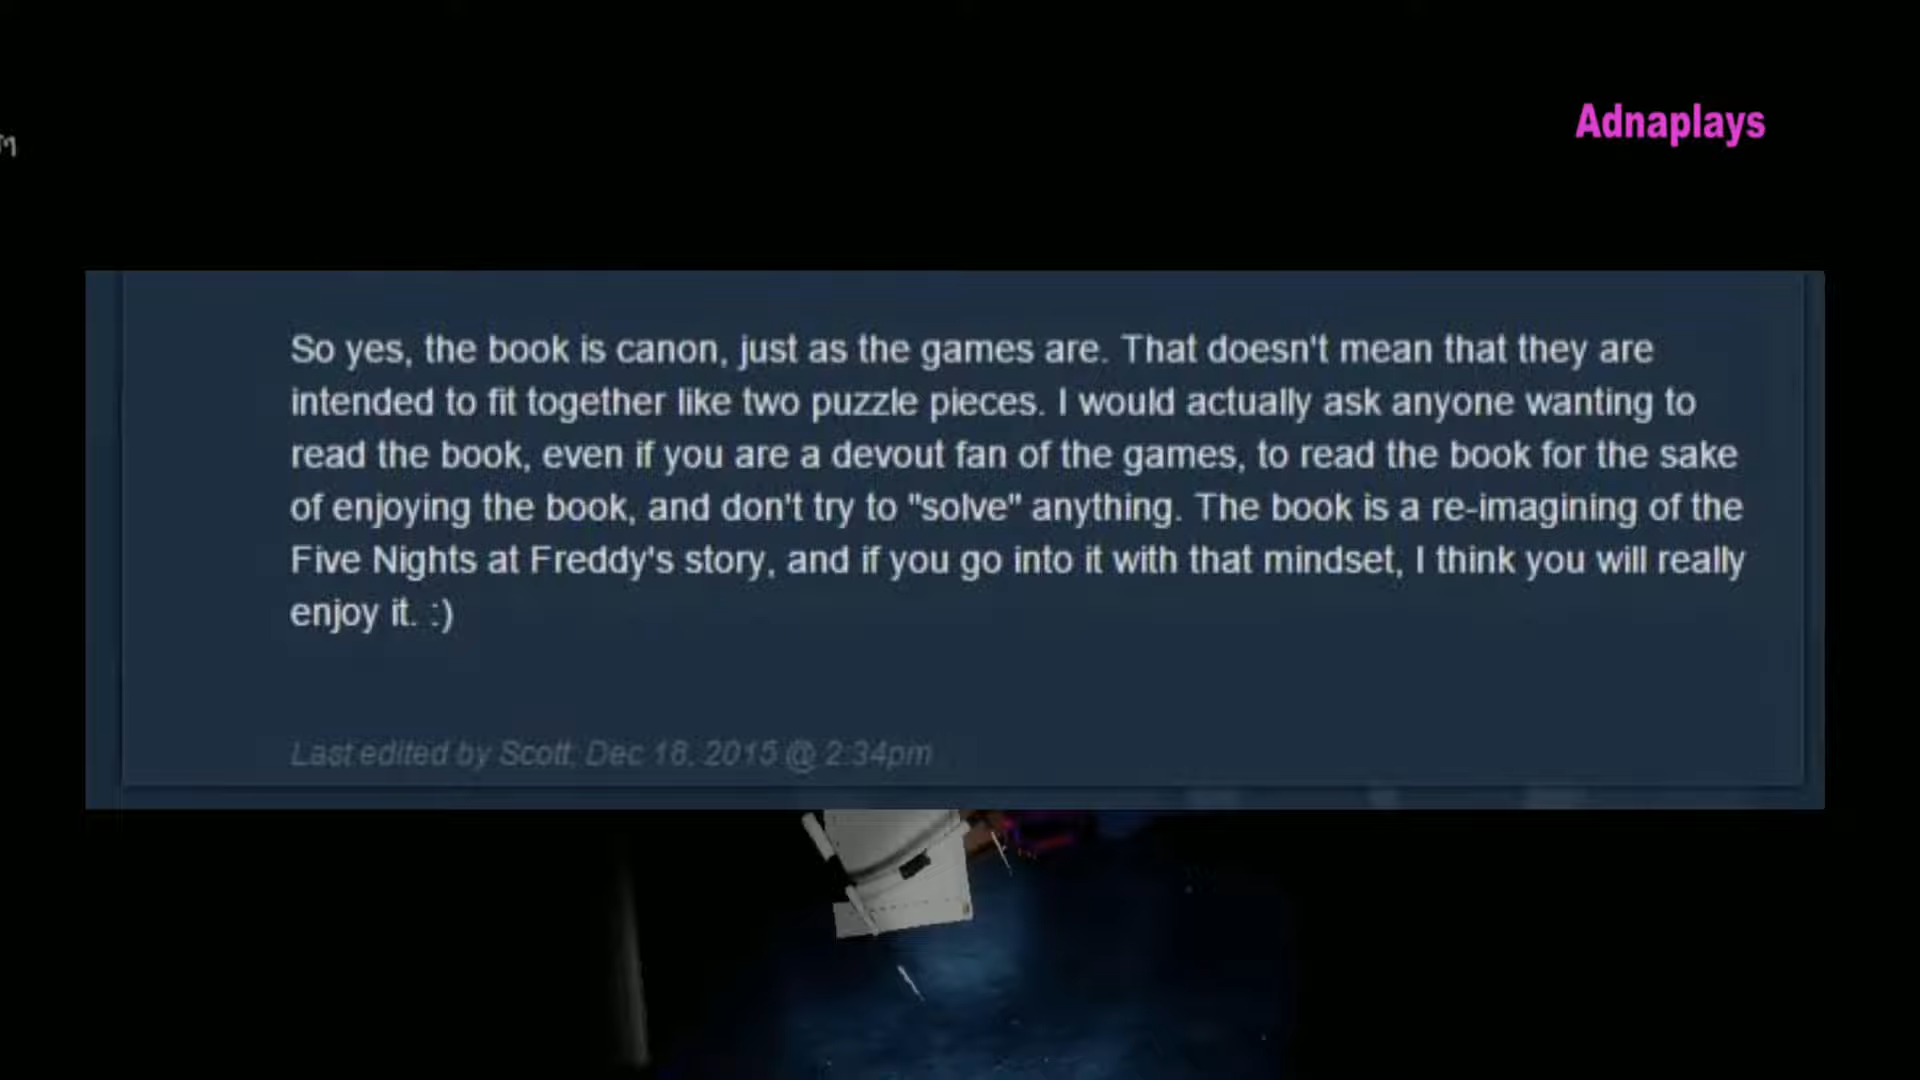 Adnaplays
So yes, the book is canon, just as the games are. That doesn't mean that they are
intended to fit together like two puzzle pieces. I would actually ask anyone wanting to
read the book, even if you are a devout fan of the games, to read the book for the sake
of enjoying the book, and don't try to "solve" anything. The book is a re-imagining of the
Five Nights at Freddy's story, and if you go into it with that mindset, I think you will really
enjoy it. :)
Last edited by Scott; Dec 18, 2015 @ 2:34pm